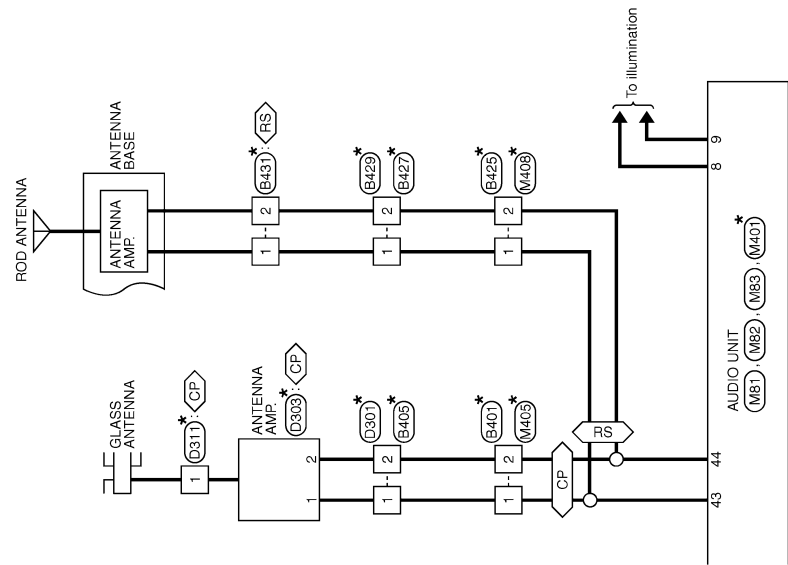 ROD ANTENNA
ANTENNA
BASE
ANTENNA
AMP.
B431 * : RS
1 2
B429 *
B427 *
1 2
B425 *
M408 *
1 2
GLASS
ANTENNA
D311 * : CP
1
ANTENNA
AMP.
D303 * : CP
1 2
D301 *
B405 *
1 2
B401 *
M405 *
1 2
CP
RS
To illumination
43 44 8 9
AUDIO UNIT
M81 , M82 , M83 , M401 *